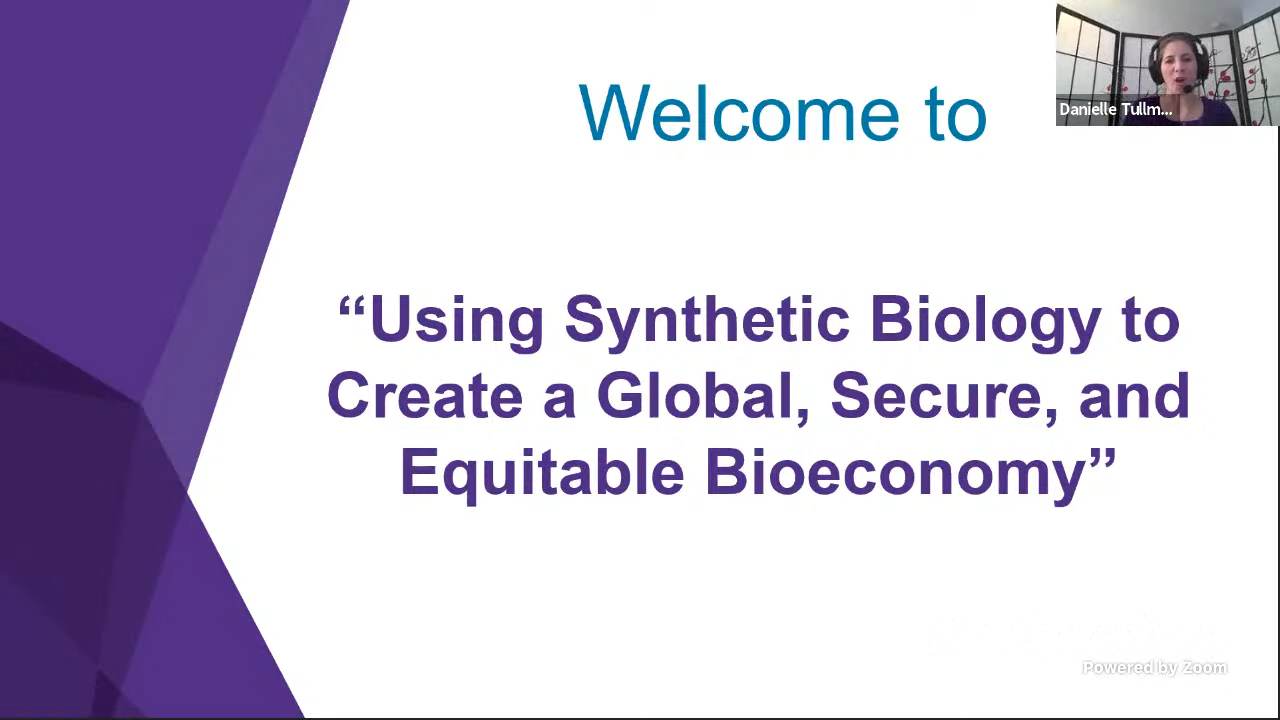 Welcome to
Danielle Tullm...
“Using Synthetic Biology to
Create a Global, Secure, and
Equitable Bioeconomy”
Powered by Zoom